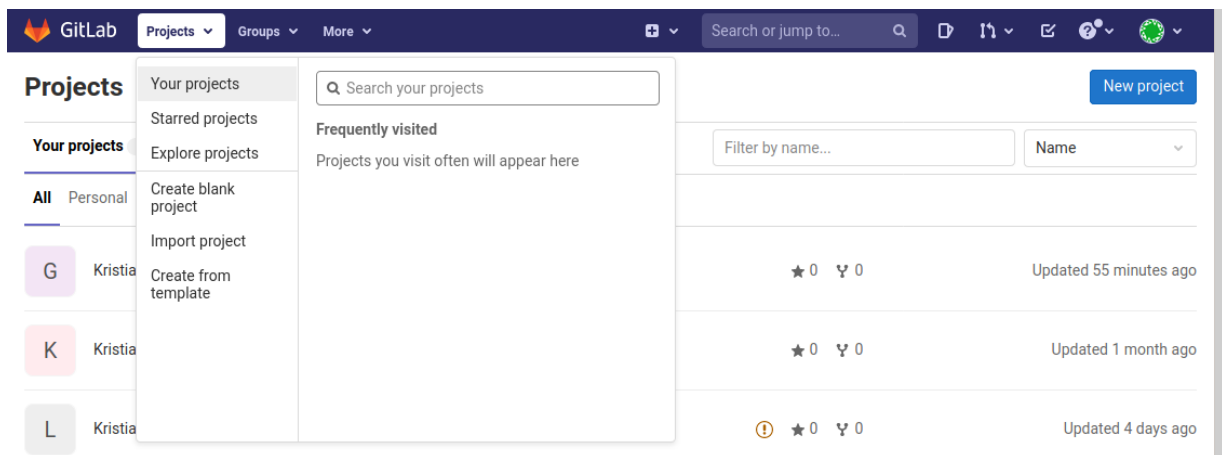 GitLab Projects Groups More Search or jump to...
Projects
New project
Your projects
Starred projects
Explore projects
Create blank
project
Import project
Create from
template
Search your projects
Frequently visited
Projects you visit often will appear here
Your projects
Filter by name...
Name
All Personal
G Kristia 0 0 Updated 55 minutes ago
K Kristia 0 0 Updated 1 month ago
L Kristia 0 0 Updated 4 days ago